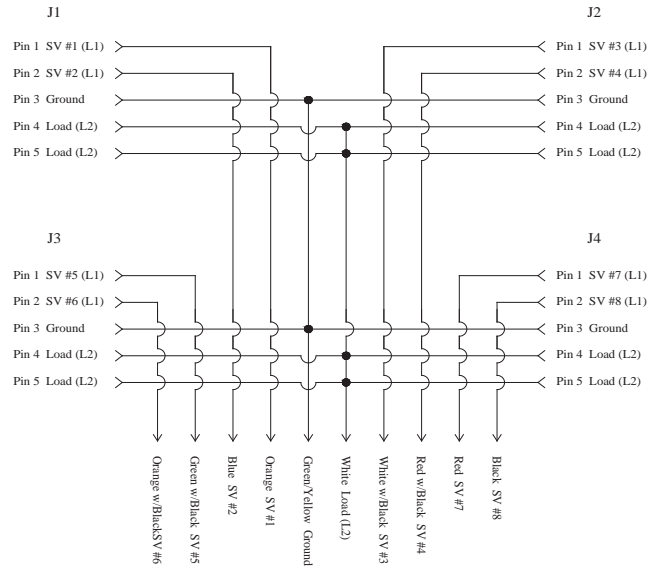 J1
J2
Pin 1 SV #1 (L1)
Pin 1 SV #3 (L1)
Pin 2 SV #2 (L1)
Pin 2 SV #4 (L1)
Pin 3 Ground
Pin 3 Ground
Pin 4 Load (L2)
Pin 4 Load (L2)
Pin 5 Load (L2)
Pin 5 Load (L2)
J3
J4
Pin 1 SV #5 (L1)
Pin 1 SV #7 (L1)
Pin 2 SV #6 (L1)
Pin 2 SV #8 (L1)
Pin 3 Ground
Pin 3 Ground
Pin 4 Load (L2)
Pin 4 Load (L2)
Pin 5 Load (L2)
Pin 5 Load (L2)
Orange w/BlackSV #6
Green w/Black SV #5
Blue SV #2
Orange SV #1
Green/Yellow Ground
White Load (L2)
White w/Black SV #3
Red w/Black SV #4
Red SV #7
Black SV #8